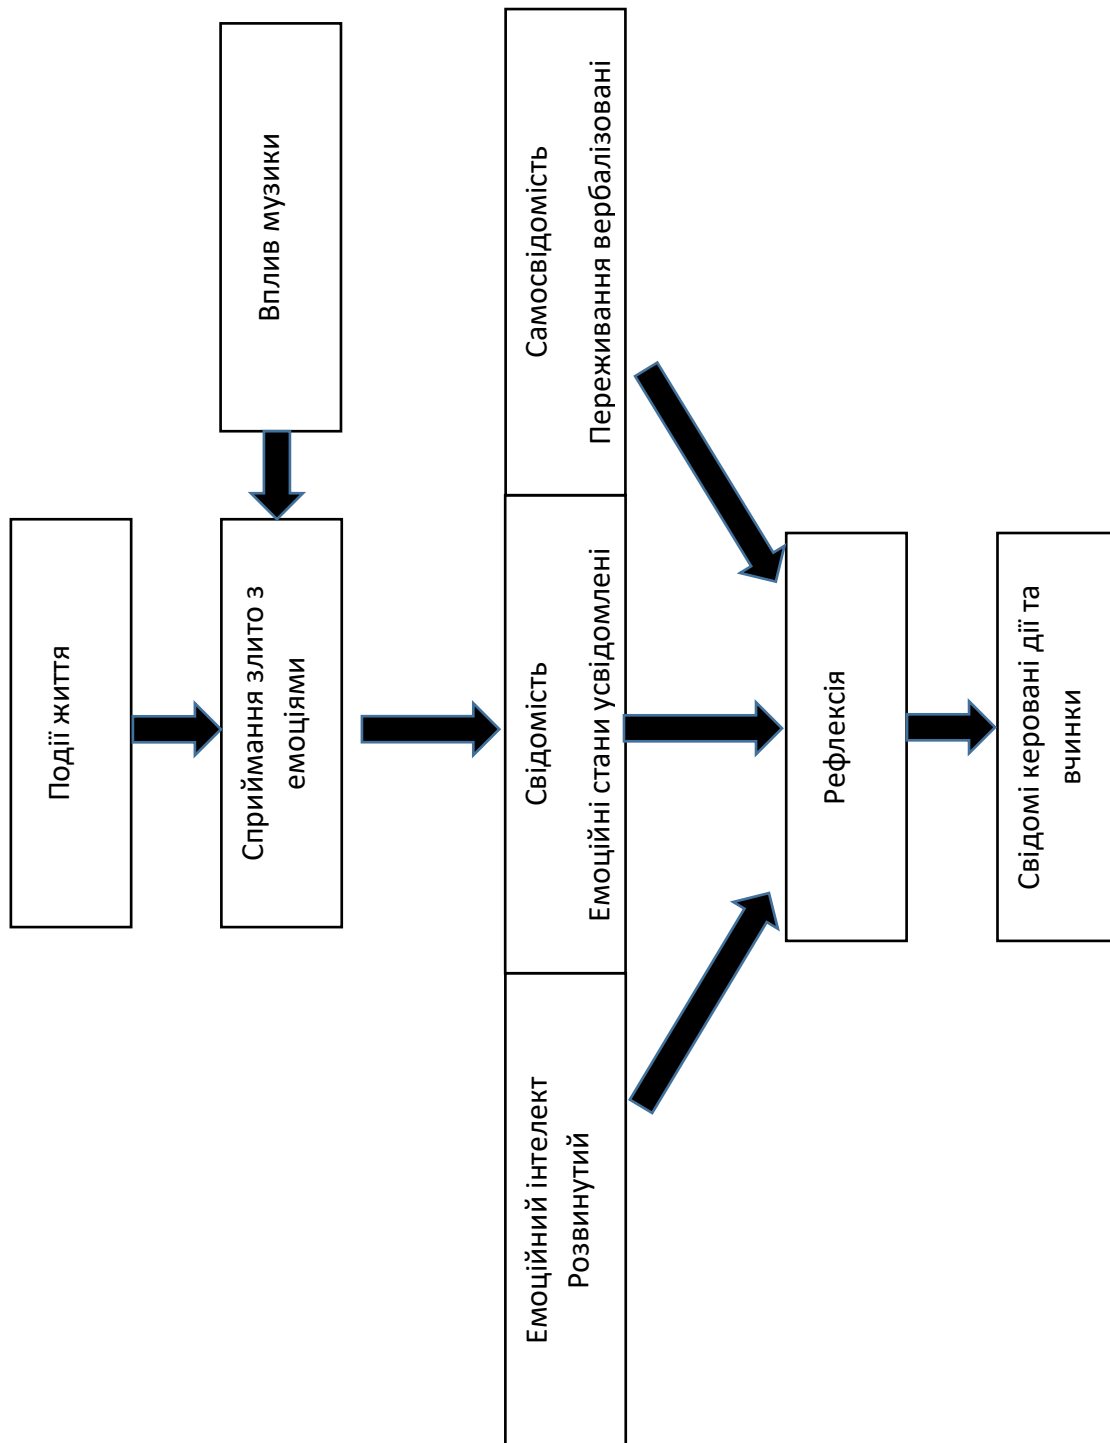 Події життя
Вплив музики
Сприймання злито з
емоціями
Емоційний інтелект
Розвинутий
Свідомість
Емоційні стани усвідомлені
Самосвідомість
Переживання вербалізовані
Рефлексія
Свідомі керовані дії та
вчинки